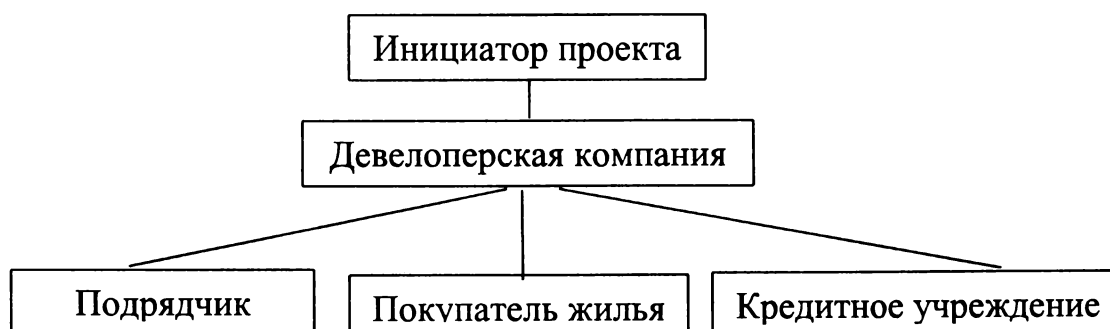 Инициатор проекта
Девелоперская компания
Подрядчик
Покупатель жилья
Кредитное учреждение